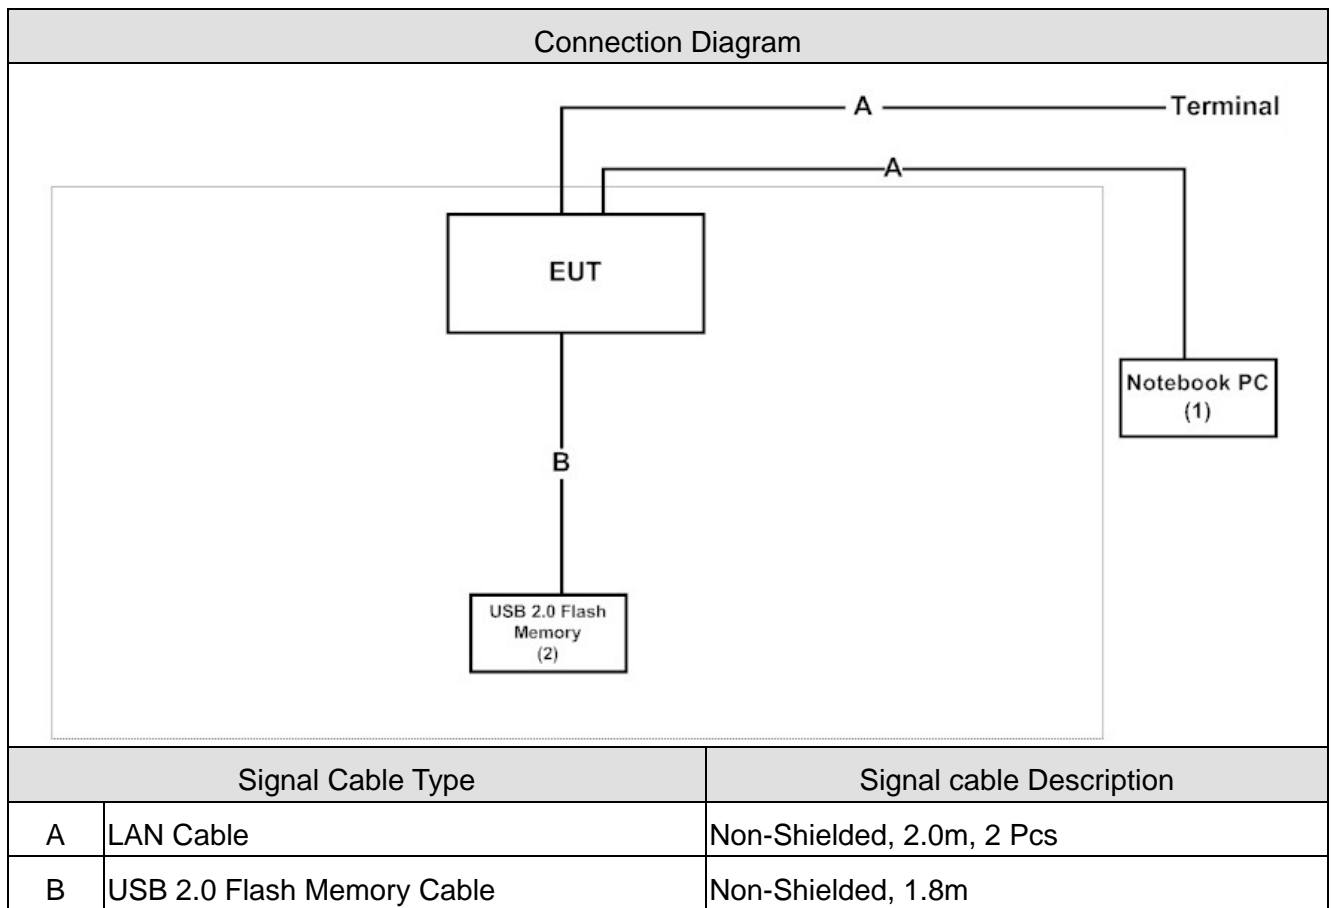 Connection Diagram
A
Terminal
A
EUT
Notebook PC
(1)
B
USB 2.0 Flash
Memory
(2)
Signal Cable Type Signal cable Description
A LAN Cable Non-Shielded, 2.0m, 2 Pcs
B USB 2.0 Flash Memory Cable Non-Shielded, 1.8m